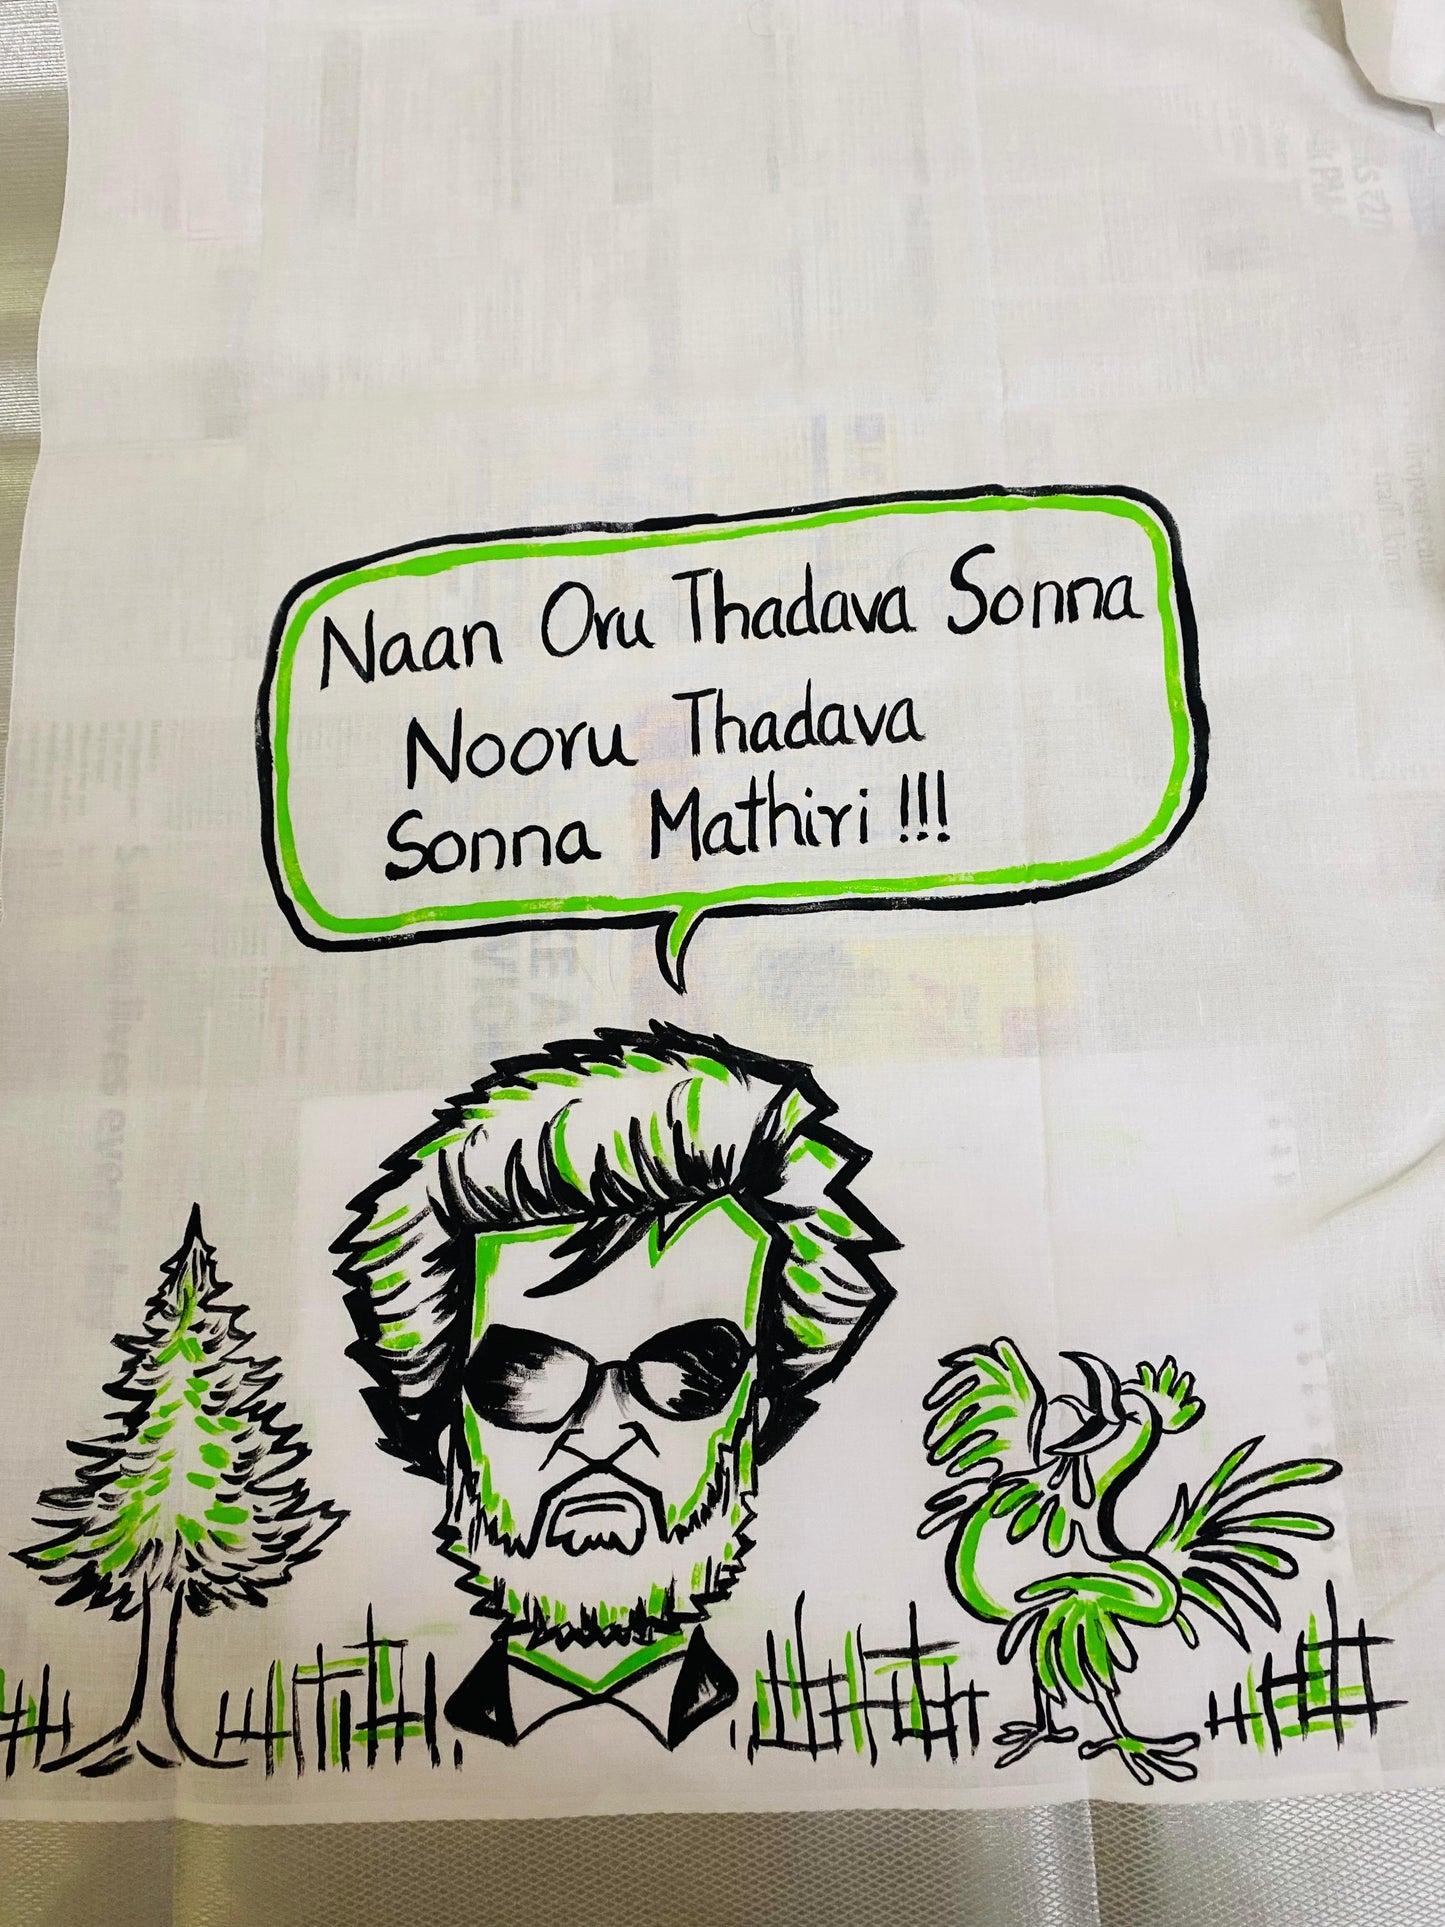 Naan Oru Thadava Sonna
Nooru Thadava
Sonna Mathiri !!!